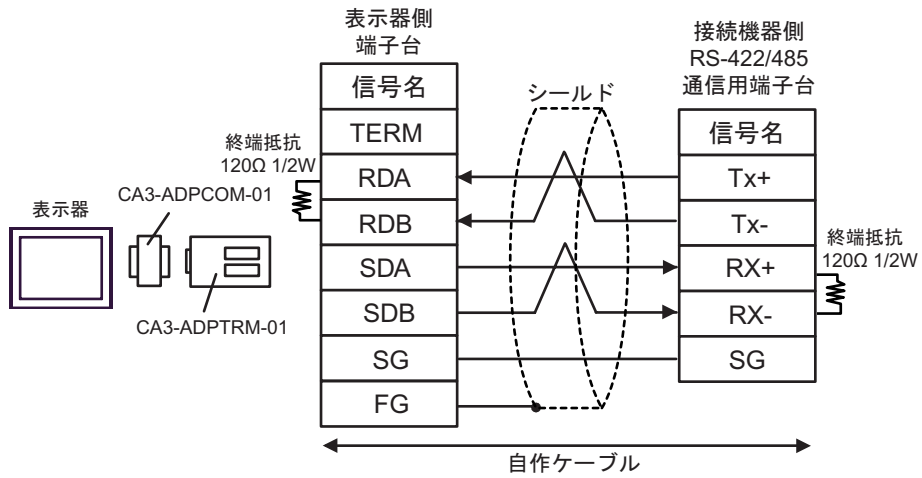 表示器側
端子台
信号名
TERM
RDA
RDB
SDA
SDB
SG
FG
終端抵抗
120Ω 1/2W
表示器
CA3-ADPCOM-01
CA3-ADPTRM-01
シールド
接続機器側
RS-422/485
通信用端子台
信号名
Tx+
Tx-
RX+
RX-
SG
終端抵抗
120Ω 1/2W
自作ケーブル